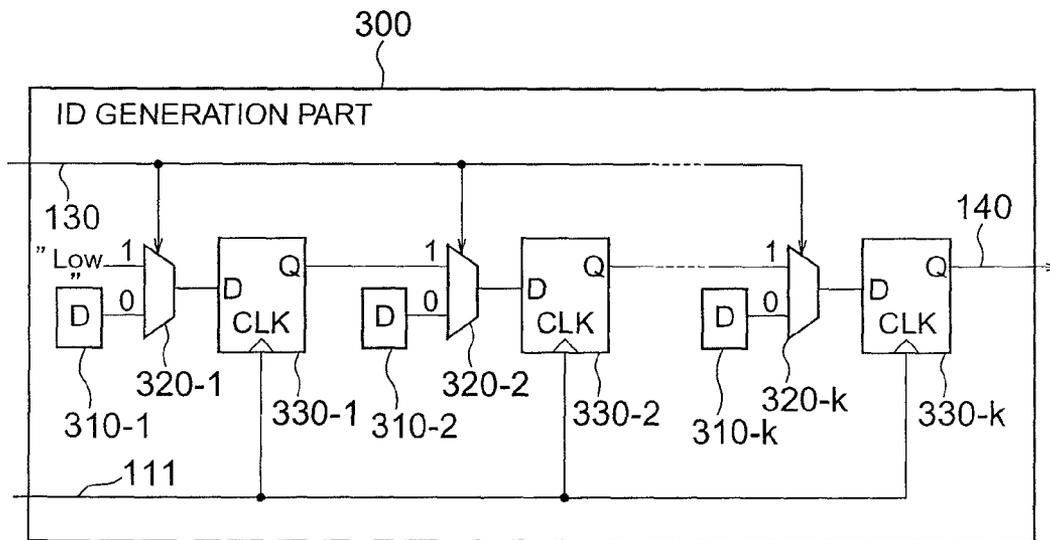 300
ID GENERATION PART
130
140
" Low 1
"
D 0
D Q
CLK
1
D 0
D Q
CLK
1
D 0
D Q
CLK
320-1
320-2
320-k
310-1
330-1
310-2
330-2
310-k
330-k
111